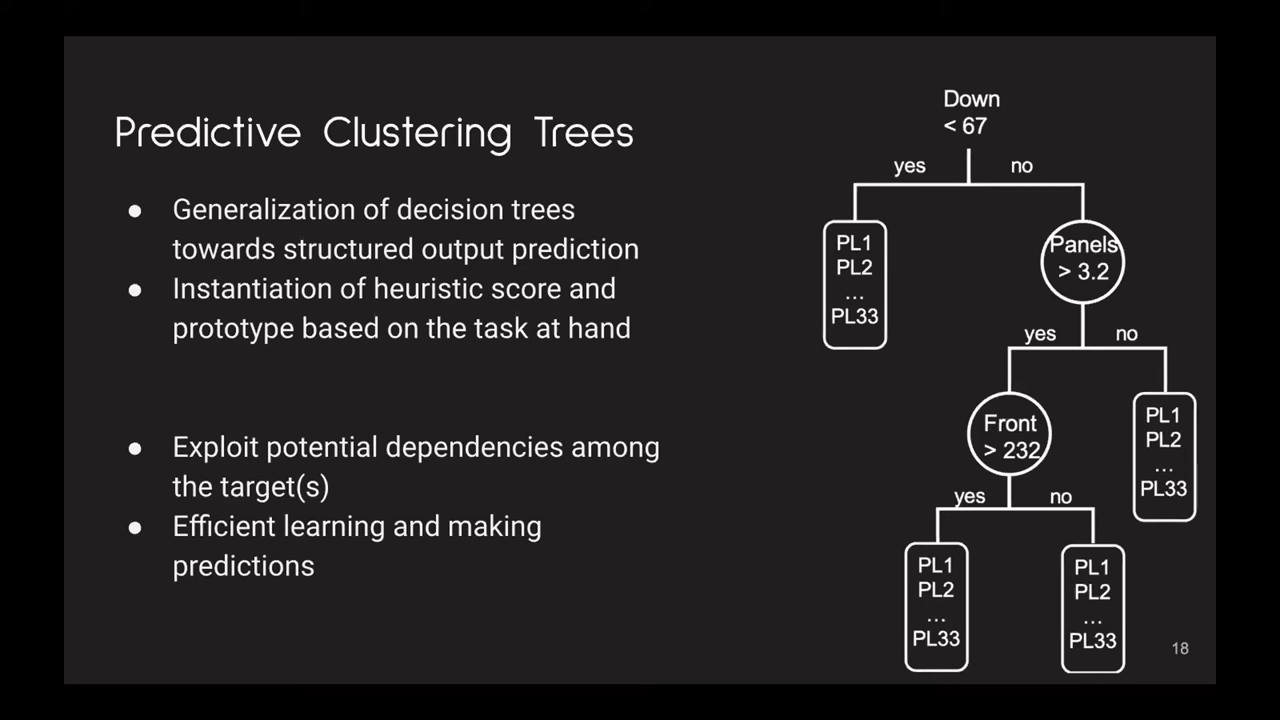 Predictive Clustering Trees
● Generalization of decision trees
towards structured output prediction
● Instantiation of heuristic score and
prototype based on the task at hand
● Exploit potential dependencies among
the target(s)
● Efficient learning and making
predictions
Down
< 67
yes
no
PL1
PL2
...
PL33
Panels
> 3.2
yes
no
Front
> 232
PL1
PL2
...
PL33
yes
no
PL1
PL2
...
PL33
PL1
PL2
...
PL33
18